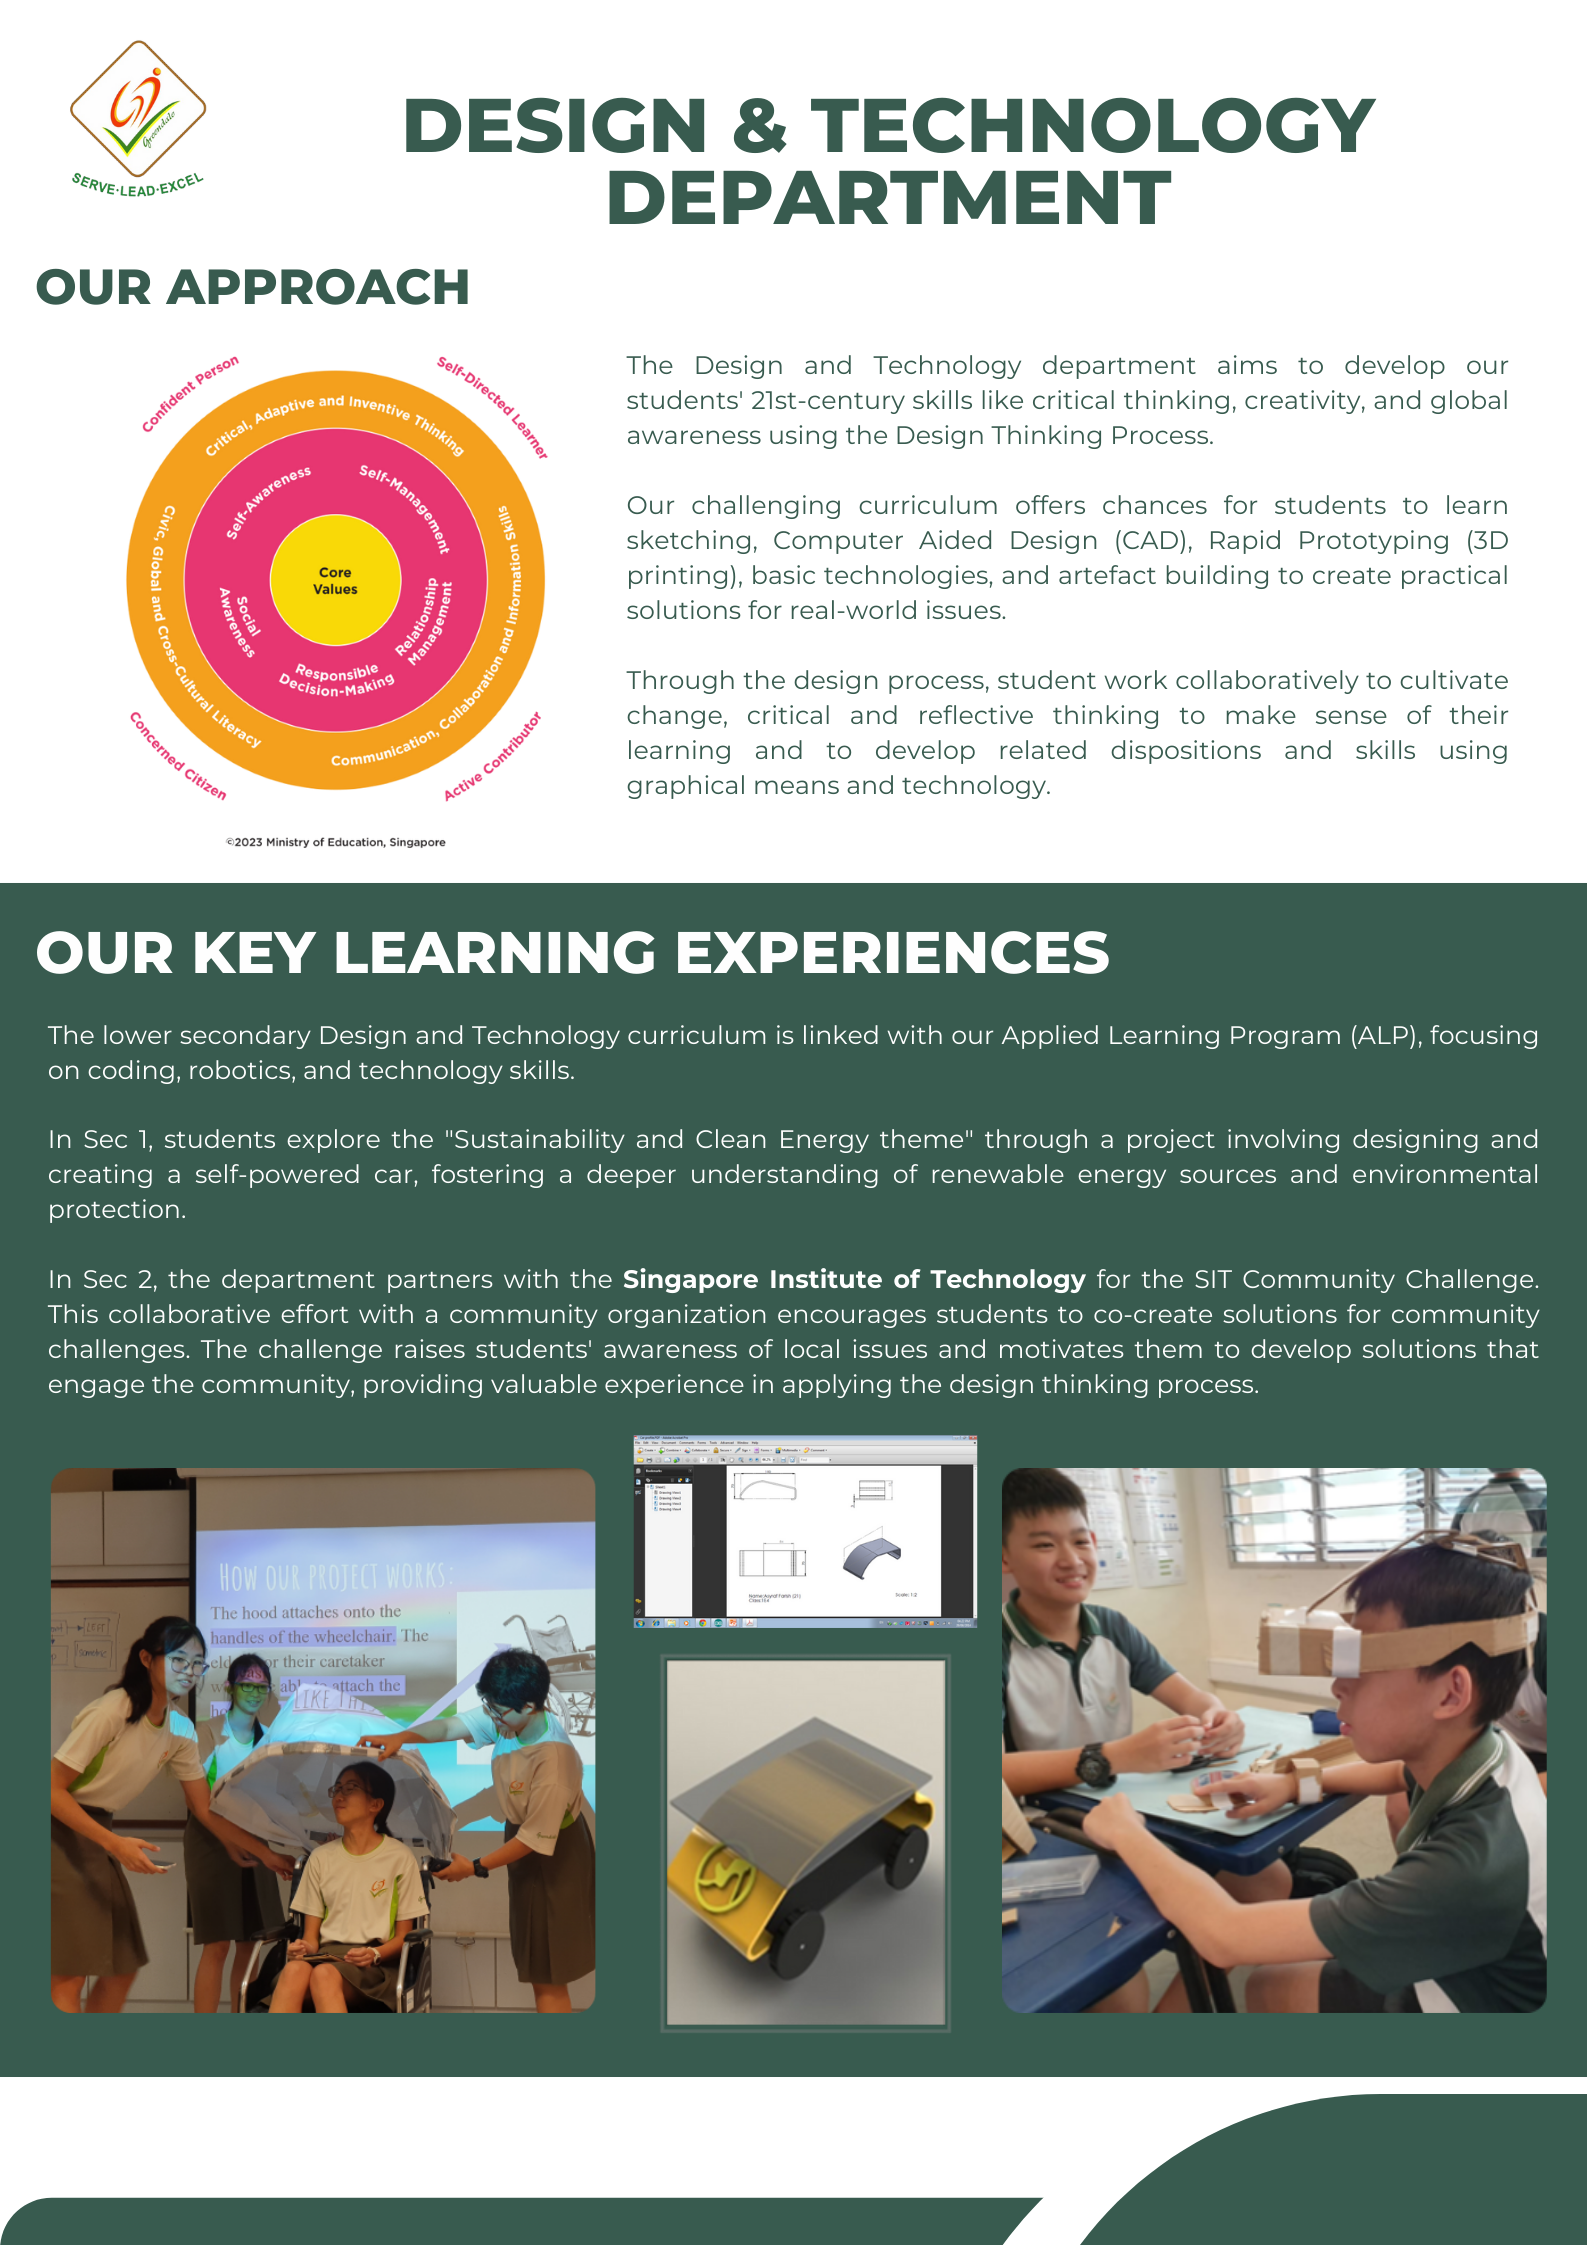 Greendale
SERVE·LEAD·EXCEL
DESIGN & TECHNOLOGY
DEPARTMENT
OUR APPROACH
Confident Person
Self-Directed Learner
Critical, Adaptive and Inventive Thinking
Self-Awareness
Self-Management
Civic, Global and Cross-Cultural Literacy
Communication, Collaboration and Information Skills
Core
Values
Social
Awareness
Relationship
Management
Responsible
Decision-Making
Concerned Citizen
Active Contributor
©2023 Ministry of Education, Singapore
The Design and Technology department aims to develop our
students' 21st-century skills like critical thinking, creativity, and global
awareness using the Design Thinking Process.
Our challenging curriculum offers chances for students to learn
sketching, Computer Aided Design (CAD), Rapid Prototyping (3D
printing), basic technologies, and artefact building to create practical
solutions for real-world issues.
Through the design process, student work collaboratively to cultivate
change, critical and reflective thinking to make sense of their
learning and to develop related dispositions and skills using
graphical means and technology.
OUR KEY LEARNING EXPERIENCES
The lower secondary Design and Technology curriculum is linked with our Applied Learning Program (ALP), focusing
on coding, robotics, and technology skills.
In Sec 1, students explore the "Sustainability and Clean Energy theme" through a project involving designing and
creating a self-powered car, fostering a deeper understanding of renewable energy sources and environmental
protection.
In Sec 2, the department partners with the Singapore Institute of Technology for the SIT Community Challenge.
This collaborative effort with a community organization encourages students to co-create solutions for community
challenges. The challenge raises students' awareness of local issues and motivates them to develop solutions that
engage the community, providing valuable experience in applying the design thinking process.
HOW OUR PROJECT WORKS:
The hood attaches onto the
handles of the wheelchair. The
or their caretaker
attach the
LIKE
Bookmarks
Scale: 1:2